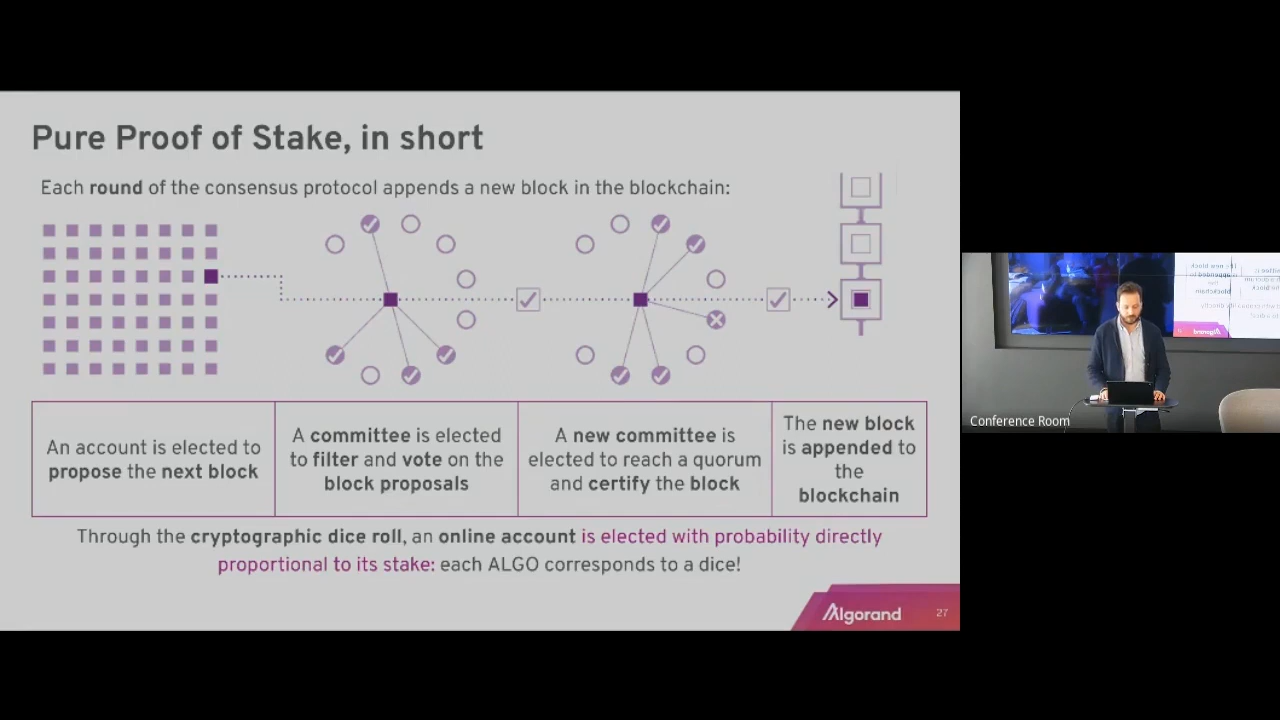 Pure Proof of Stake, in short
Each round of the consensus protocol appends a new block in the blockchain:
An account is elected to
propose the next block
A committee is elected
to filter and vote on the
block proposals
A new committee is
elected to reach a quorum
and certify the block
The new block
is appended to
the
blockchain
Through the cryptographic dice roll, an online account is elected with probability directly
proportional to its stake: each ALGO corresponds to a dice!
Algorand
27
Conference Room